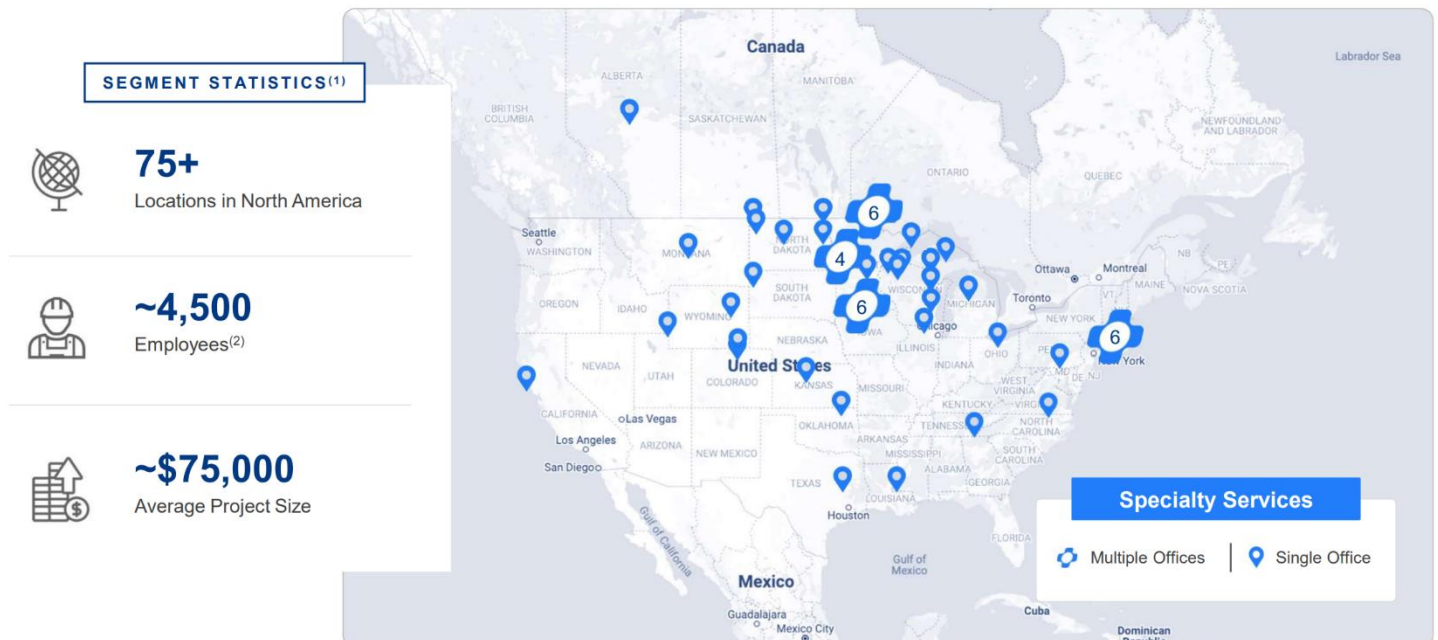 SEGMENT STATISTICS(1)
75+
Locations in North America
~4,500
Employees(2)
~$75,000
Average Project Size
Canada
Labrador Sea
ALBERTA
MANITOBA
BRITISH
COLUMBIA
SASKATCHEWAN
NEWFOUNDLAND
AND LABRADOR
ONTARIO
QUEBEC
6
Seattle
WASHINGTON
NORTH
DAKOTA
4
Ottawa
Montreal
NB
PE
MAINE
NOVA SCOTIA
VT
OREGON
IDAHO
SOUTH
DAKOTA
MICHIGAN
Toronto
WYOMING
6
NEW YORK
6
Chicago
NEBRASKA
ILLINOIS
OHIO
New York
NEVADA
UTAH
United States
COLORADO
KANSAS
INDIANA
MD
DE
NJ
MISSOURI
WEST
VIRGINIA
KENTUCKY
CALIFORNIA
Las Vegas
OKLAHOMA
TENNESSEE
NORTH
CAROLINA
Los Angeles
ARIZONA
NEW MEXICO
ARKANSAS
MISSISSIPPI
SOUTH
CAROLINA
San Diego
TEXAS
ALABAMA
GEORGIA
LOUISIANA
Houston
Specialty Services
FLORIDA
Multiple Offices
Single Office
Gulf of
California
Gulf of
Mexico
Mexico
Guadalajara
Mexico City
Cuba
Dominican